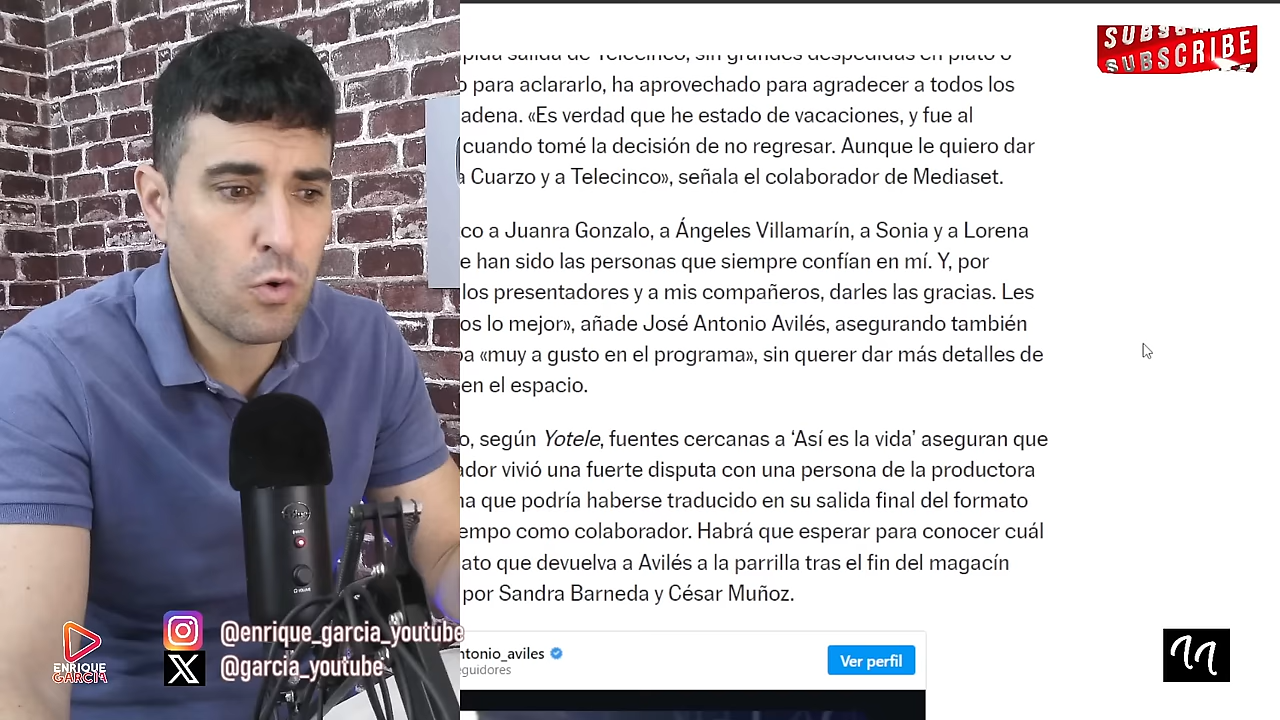 SUBSCRIBE
SUBSCRIBE
salida de Telecinco, sin grandes despedidas en plató o
o para aclararlo, ha aprovechado para agradecer a todos los
adena. «Es verdad que he estado de vacaciones, y fue al
cuando tomé la decisión de no regresar. Aunque le quiero dar
a Cuarzo y a Telecinco», señala el colaborador de Mediaset.
co a Juanra Gonzalo, a Ángeles Villamarín, a Sonia y a Lorena
e han sido las personas que siempre confían en mí. Y, por
los presentadores y a mis compañeros, darles las gracias. Les
os lo mejor», añade José Antonio Avilés, asegurando también
ba «muy a gusto en el programa», sin querer dar más detalles de
en el espacio.
o, según Yotele, fuentes cercanas a ‘Así es la vida’ aseguran que
ador vivió una fuerte disputa con una persona de la productora
na que podría haberse traducido en su salida final del formato
empo como colaborador. Habrá que esperar para conocer cuál
ato que devuelva a Avilés a la parrilla tras el fin del magacín
por Sandra Barneda y César Muñoz.
ntonio_aviles
eguidores
Ver perfil
@enrique_garcia_youtube
@garcia_youtube
ENRIQUE
GARCIA